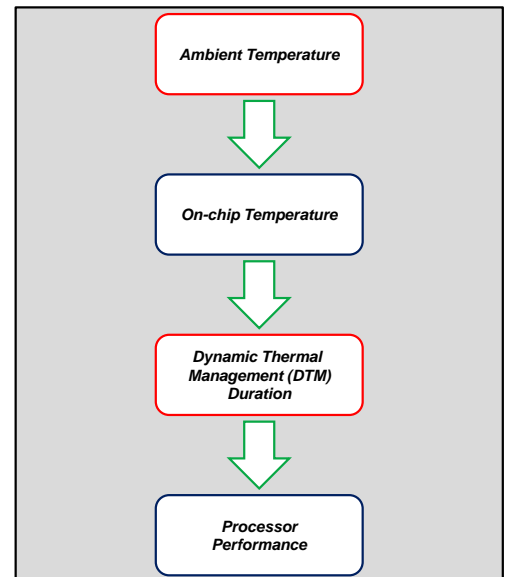 Ambient Temperature
On-chip Temperature
Dynamic Thermal
Management (DTM)
Duration
Processor
Performance